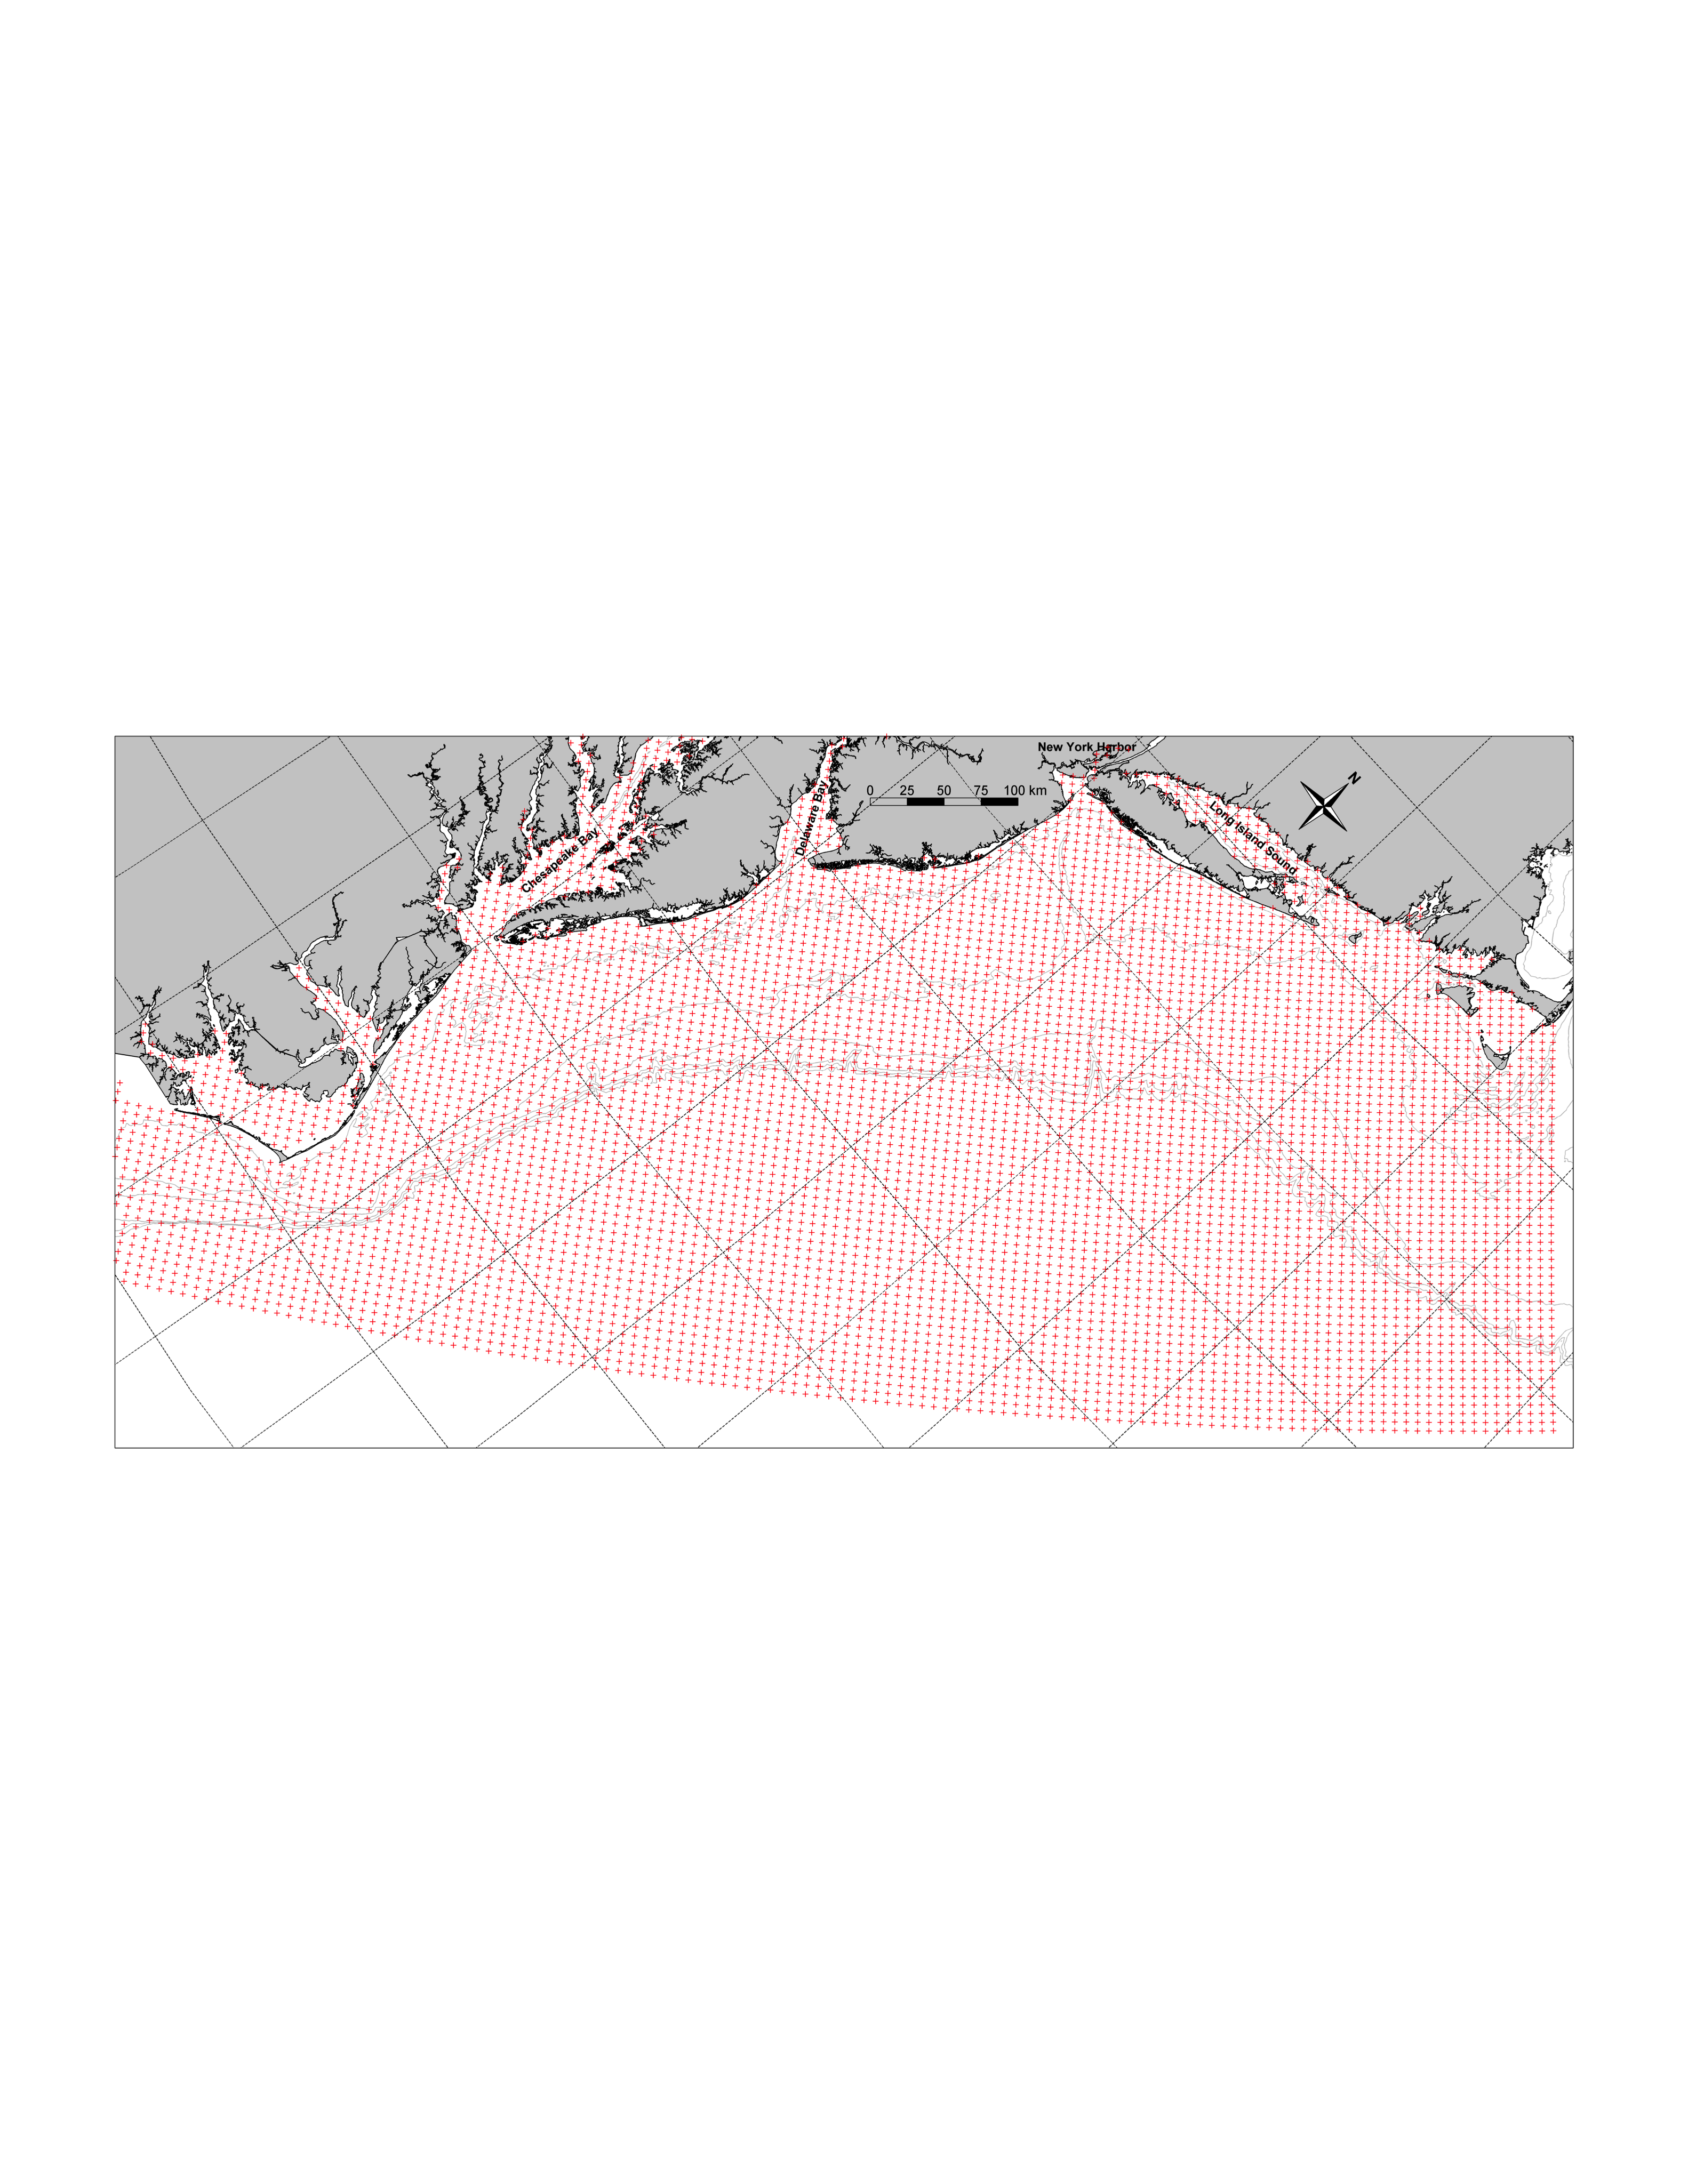 New York Harbor
N
0 25 50 75 100 km
Delaware Bay
Long Island Sound
Chesapeake Bay